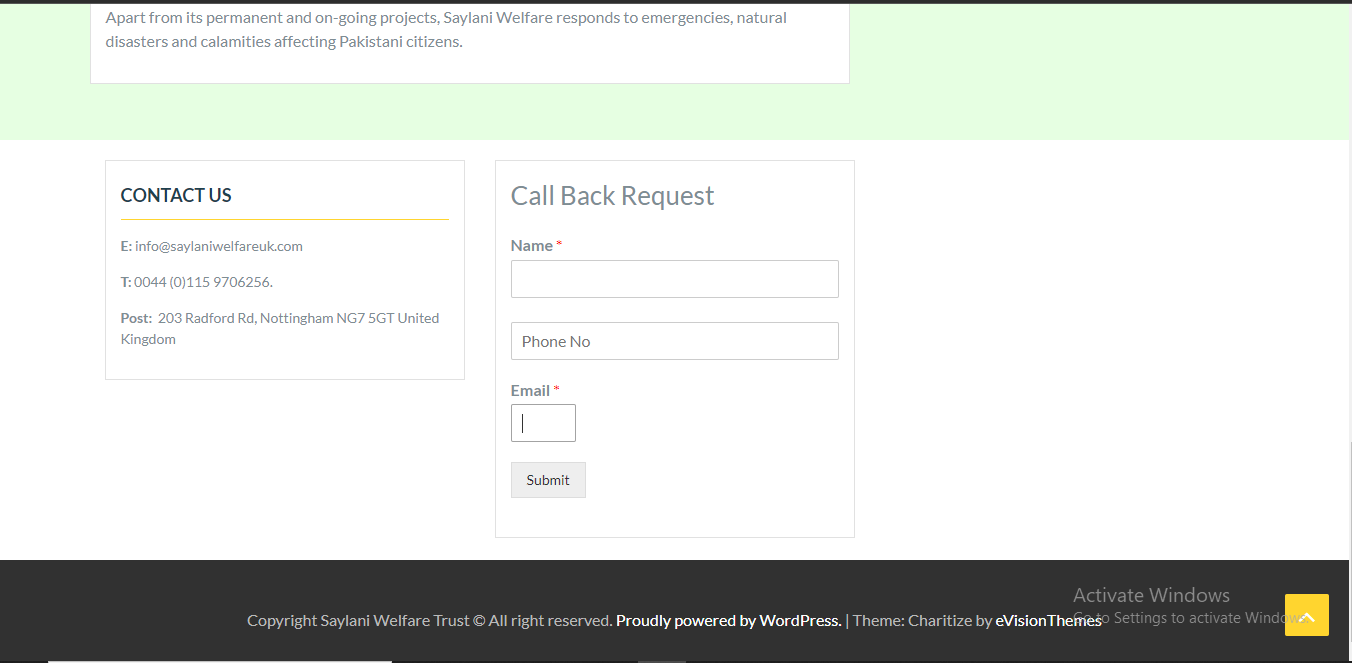 Apart from its permanent and on-going projects, Saylani Welfare responds to emergencies, natural
disasters and calamities affecting Pakistani citizens.
CONTACT US
E: info@saylaniwelfareuk.com
T: 0044 (0)115 9706256.
Post: 203 Radford Rd, Nottingham NG7 5GT United
Kingdom
Call Back Request
Name *
Phone No
Email *
Submit
Activate Windows
Go to Settings to activate Windows.
Copyright Saylani Welfare Trust © All right reserved. Proudly powered by WordPress. | Theme: Charitize by eVisionThemes